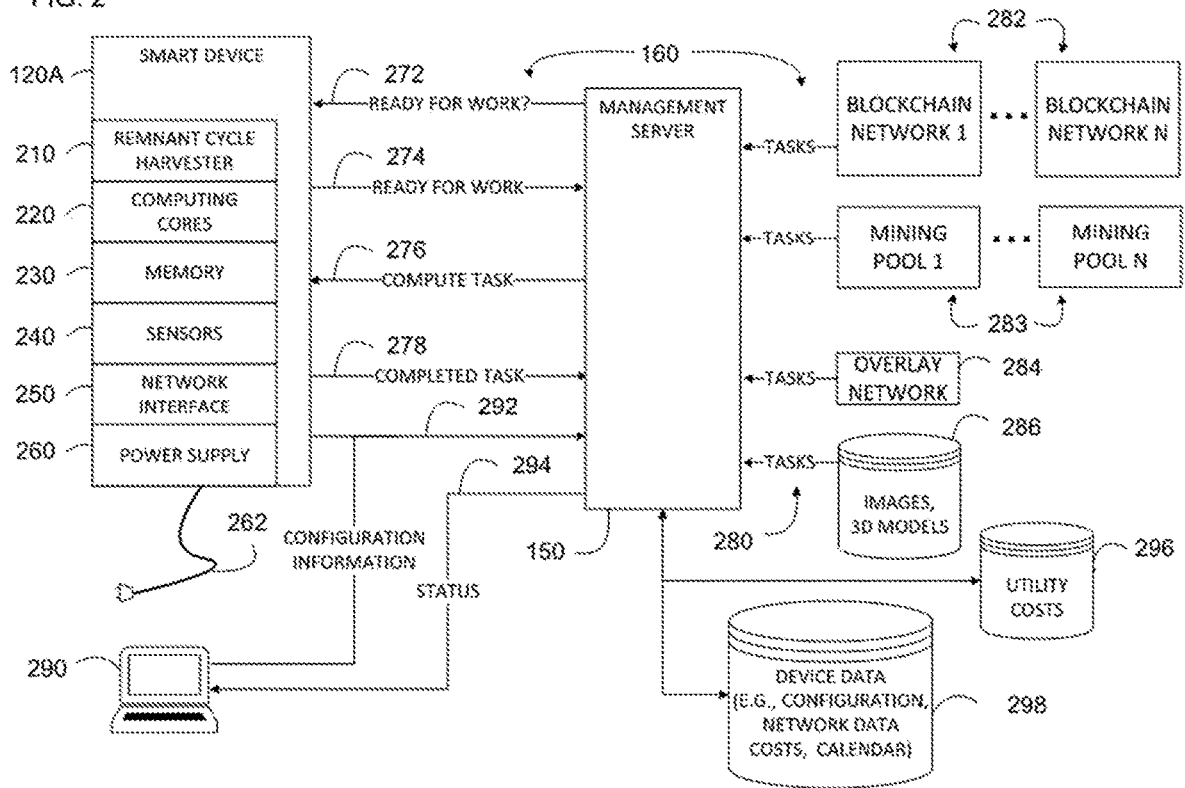 FIG. 2
SMART DEVICE
120A
REMNANT CYCLE
HARVESTER
210
COMPUTING
CORES
220
MEMORY
230
SENSORS
240
NETWORK
INTERFACE
250
POWER SUPPLY
260
262
272
READY FOR WORK?
274
READY FOR WORK
276
COMPUTE TASK
278
COMPLETED TASK
292
294
CONFIGURATION
INFORMATION
STATUS
290
160
MANAGEMENT
SERVER
150
282
BLOCKCHAIN
NETWORK 1
BLOCKCHAIN
NETWORK N
TASKS
MINING
POOL 1
MINING
POOL N
TASKS
283
OVERLAY
NETWORK
284
TASKS
286
TASKS
IMAGES,
3D MODELS
280
296
UTILITY
COSTS
DEVICE DATA
(E.G., CONFIGURATION,
NETWORK DATA
COSTS, CALENDAR)
298